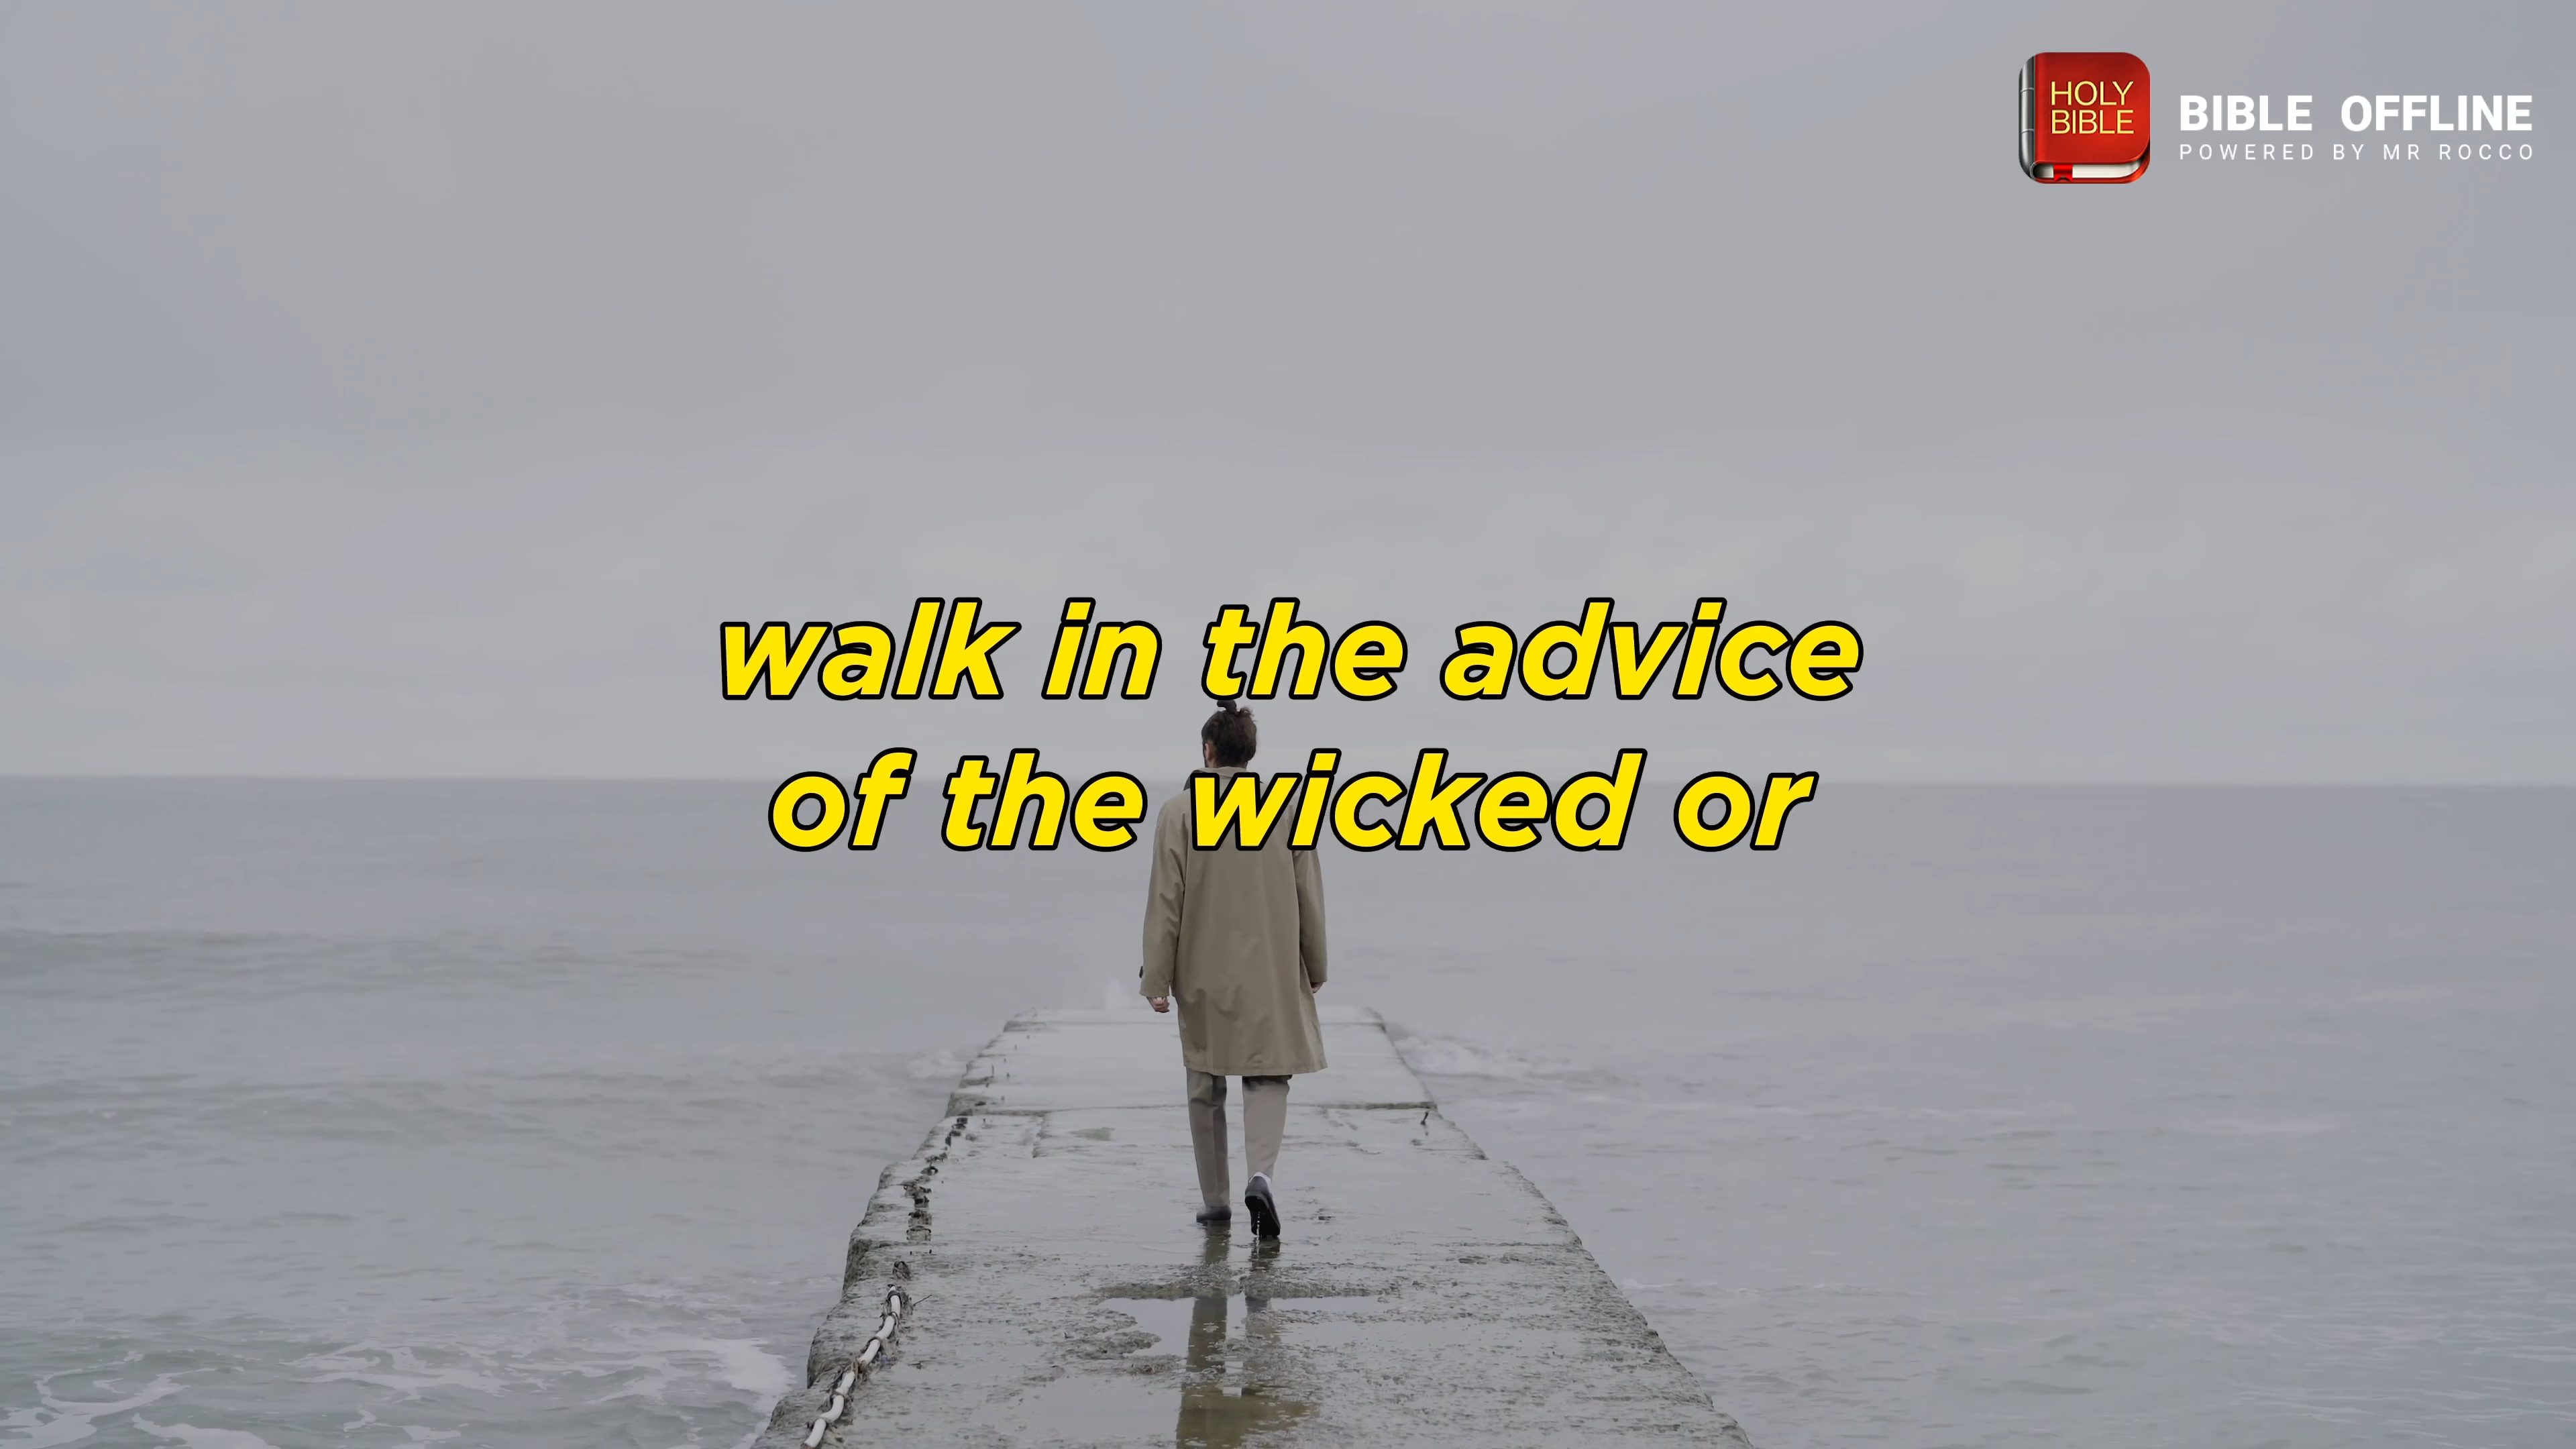 HOLY
BIBLE
BIBLE OFFLINE
POWERED BY MR ROCCO
walk in the advice
of the wicked or